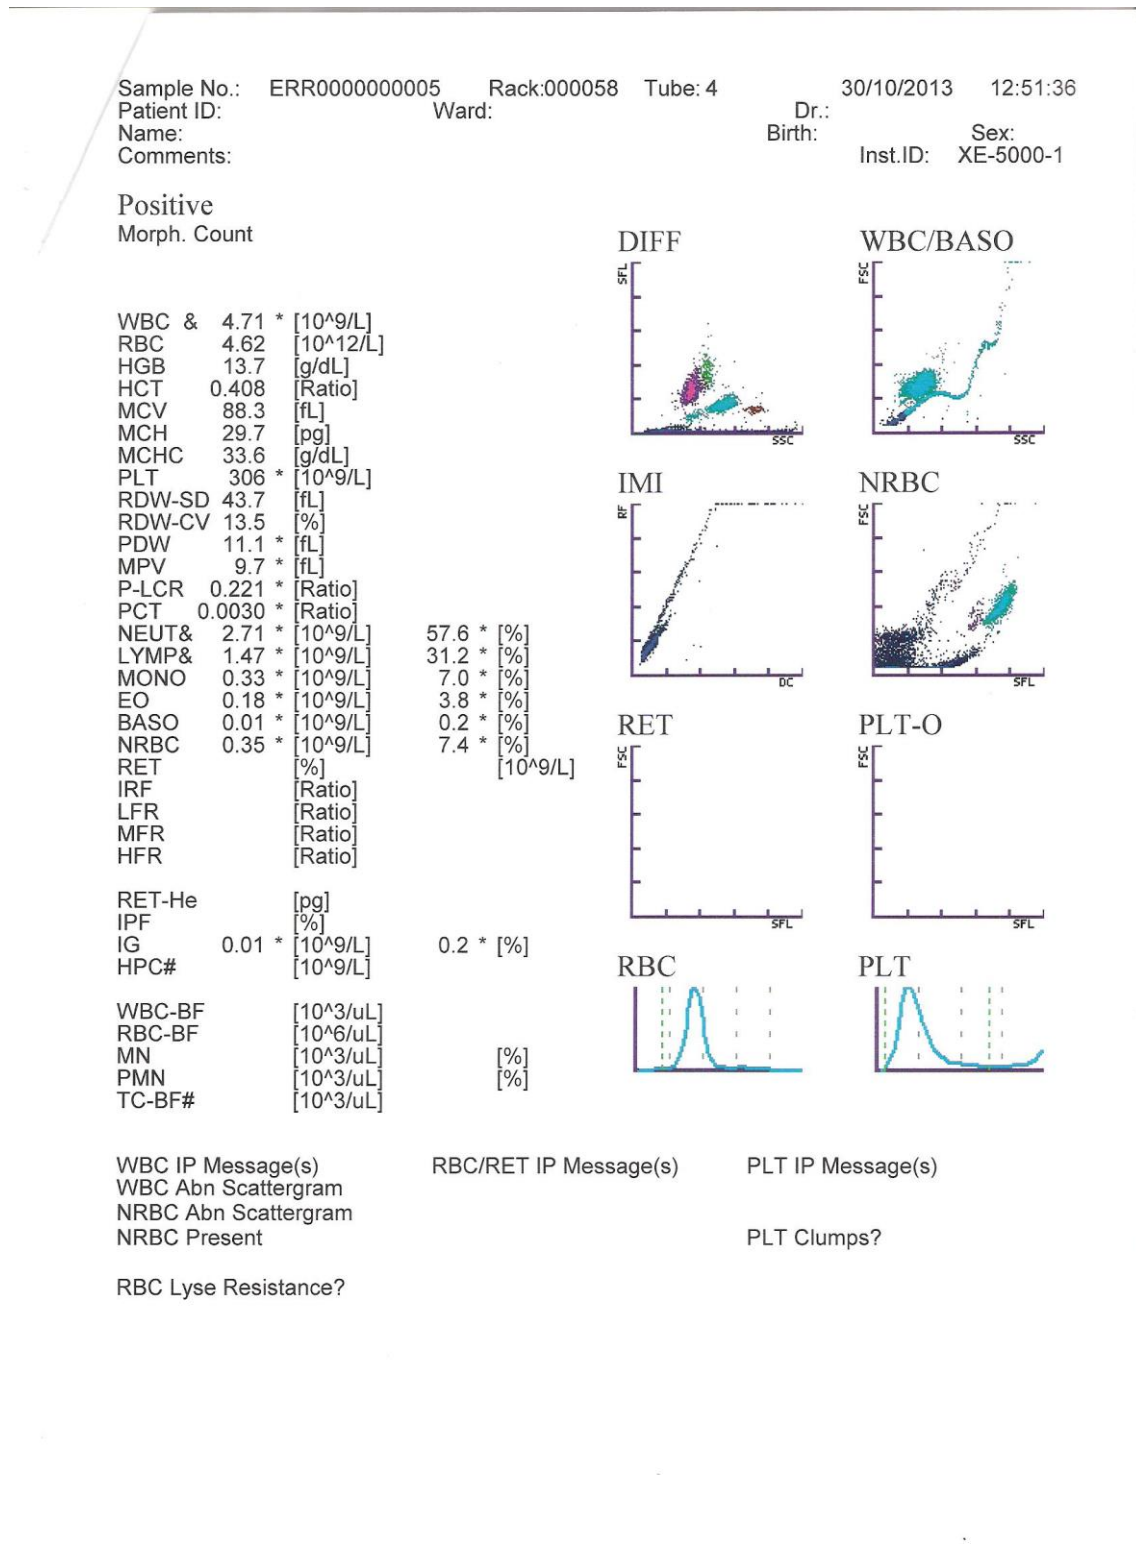 Sample No.: ERR0000000005 Rack:000058 Tube: 4 30/10/2013 12:51:36
Patient ID: Ward: Dr.:
Name: Birth: Sex:
Comments: Inst.ID: XE-5000-1
Positive
Morph. Count
DIFF WBC/BASO
SFL FSC
SSC SSC
WBC & 4.71 * [10^9/L]
RBC 4.62 [10^12/L]
HGB 13.7 [g/dL]
HCT 0.408 [Ratio]
MCV 88.3 [fL]
MCH 29.7 [pg]
MCHC 33.6 [g/dL]
PLT 306 * [10^9/L]
RDW-SD 43.7 [fL]
RDW-CV 13.5 [%]
PDW 11.1 * [fL]
MPV 9.7 * [fL]
P-LCR 0.221 * [Ratio]
PCT 0.0030 * [Ratio]
NEUT& 2.71 * [10^9/L] 57.6 * [%]
LYMP& 1.47 * [10^9/L] 31.2 * [%]
MONO 0.33 * [10^9/L] 7.0 * [%]
EO 0.18 * [10^9/L] 3.8 * [%]
BASO 0.01 * [10^9/L] 0.2 * [%]
NRBC 0.35 * [10^9/L] 7.4 * [%]
RET [%] [10^9/L]
IRF [Ratio]
LFR [Ratio]
MFR [Ratio]
HFR [Ratio]
RET-He [pg]
IPF [%]
IG 0.01 * [10^9/L] 0.2 * [%]
HPC# [10^9/L]
WBC-BF [10^3/uL]
RBC-BF [10^6/uL]
MN [10^3/uL] [%]
PMN [10^3/uL] [%]
TC-BF# [10^3/uL]
IMI NRBC
RF FSC
DC SFL
RET PLT-O
FSC FSC
SFL SFL
RBC PLT
WBC IP Message(s) RBC/RET IP Message(s) PLT IP Message(s)
WBC Abn Scattergram
NRBC Abn Scattergram
NRBC Present PLT Clumps?
RBC Lyse Resistance?